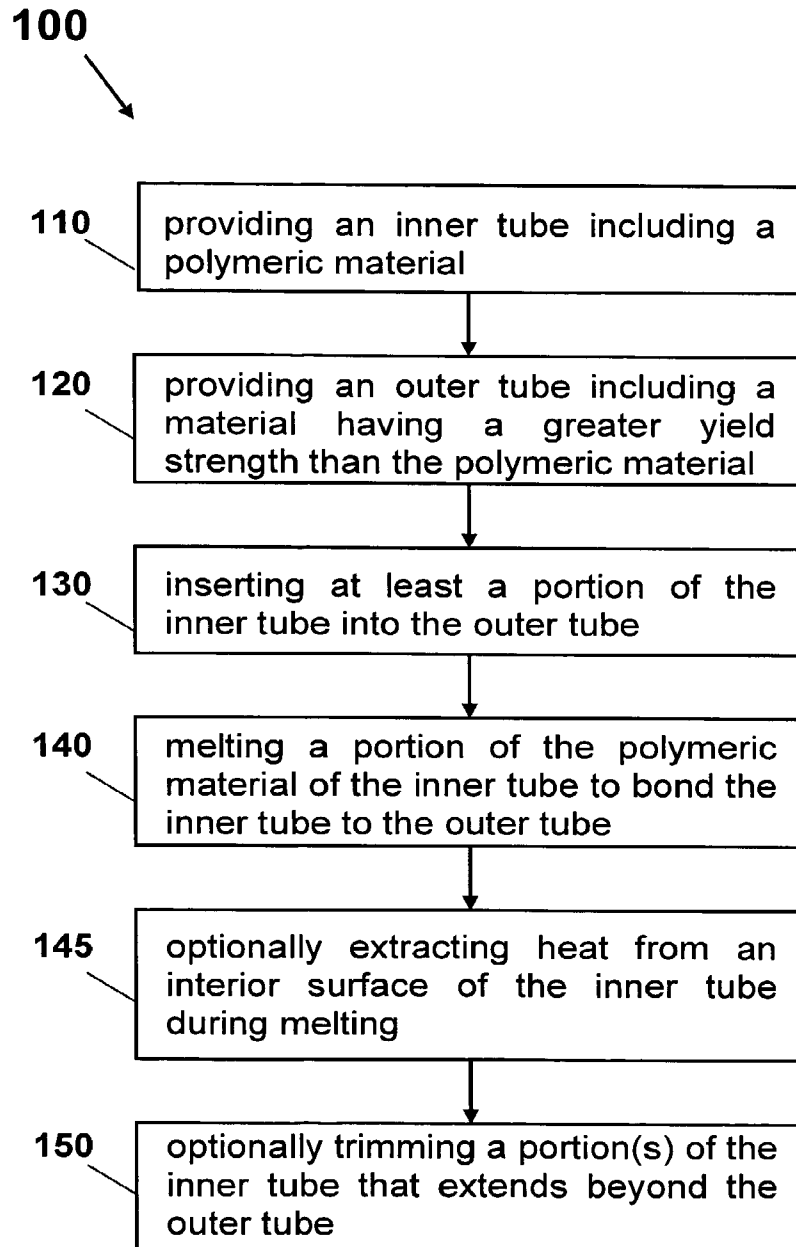 100
110
providing an inner tube including a
polymeric material
120
providing an outer tube including a
material having a greater yield
strength than the polymeric material
130
inserting at least a portion of the
inner tube into the outer tube
140
melting a portion of the polymeric
material of the inner tube to bond the
inner tube to the outer tube
145
optionally extracting heat from an
interior surface of the inner tube
during melting
150
optionally trimming a portion(s) of the
inner tube that extends beyond the
outer tube